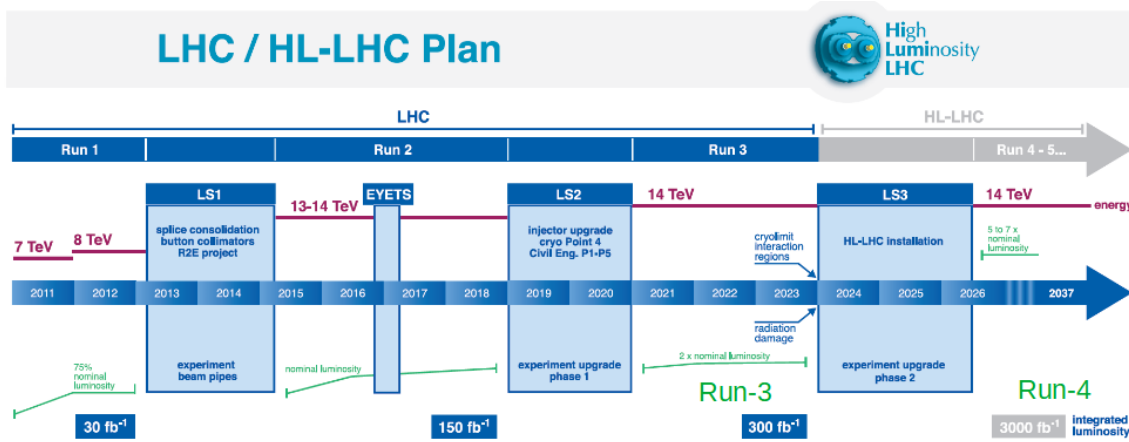 LHC / HL-LHC Plan
High
Luminosity
LHC
LHC
HL-LHC
Run 1
Run 2
Run 3
Run 4 - 5...
LS1
EYETS
LS2
14 TeV
LS3
14 TeV
13-14 TeV
energy
7 TeV
8 TeV
splice consolidation
button collimators
R2E project
injector upgrade
cryo Point 4
Civil Eng. P1-P5
cryolimit
interaction
regions
HL-LHC installation
5 to 7 x
nominal
luminosity
2011
2012
2013
2014
2015
2016
2017
2018
2019
2020
2021
2022
2023
2024
2025
2026
2037
radiation
damage
75%
nominal
luminosity
experiment
beam pipes
nominal luminosity
experiment upgrade
phase 1
2 x nominal luminosity
experiment upgrade
phase 2
Run-3
Run-4
30 fb⁻¹
150 fb⁻¹
300 fb⁻¹
3000 fb⁻¹
integrated
luminosity